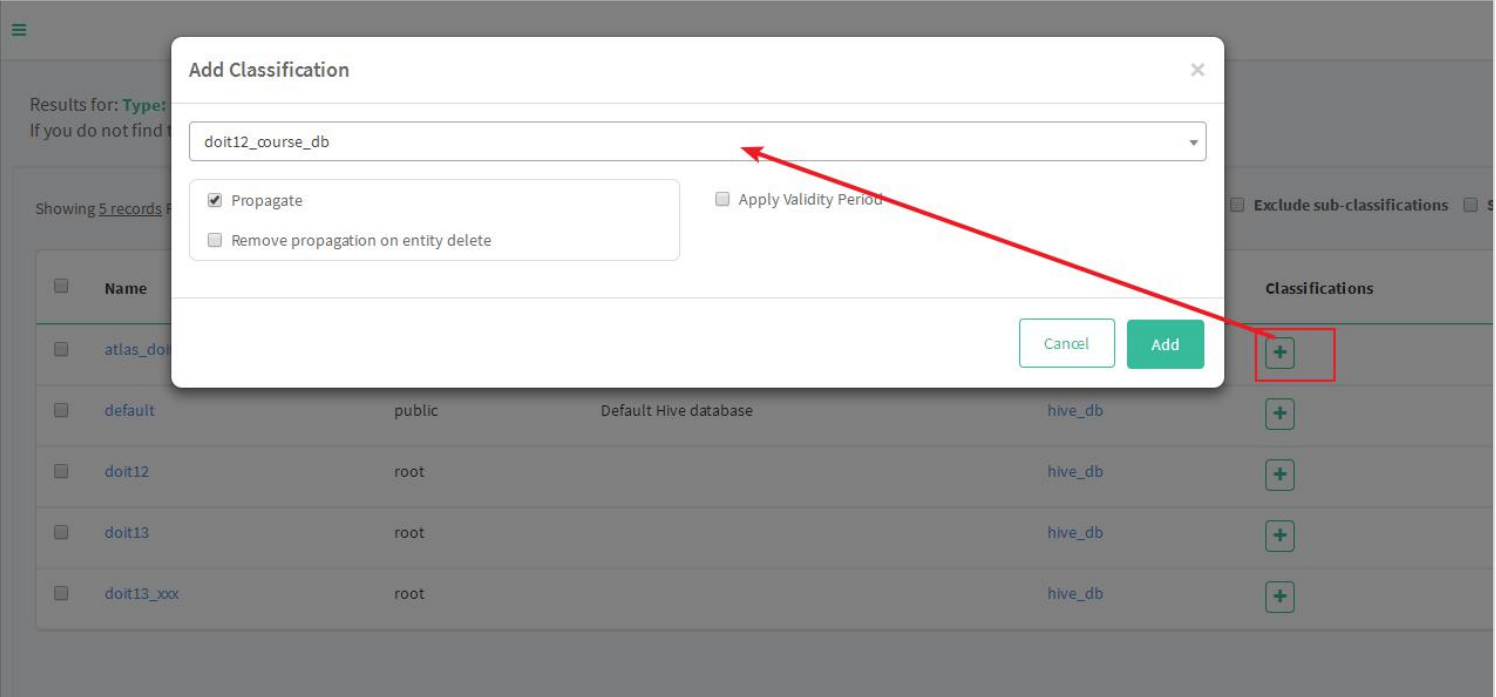 Add Classification
×
Results for: Type:
If you do not find
doit12_course_db
Propagate
Apply Validity Period
Remove propagation on entity delete
Showing 5 records
Exclude sub-classifications
Name
Classifications
Cancel
Add
atlas_doi
default public Default Hive database hive_db
doit12 root hive_db
doit13 root hive_db
doit13_xxx root hive_db